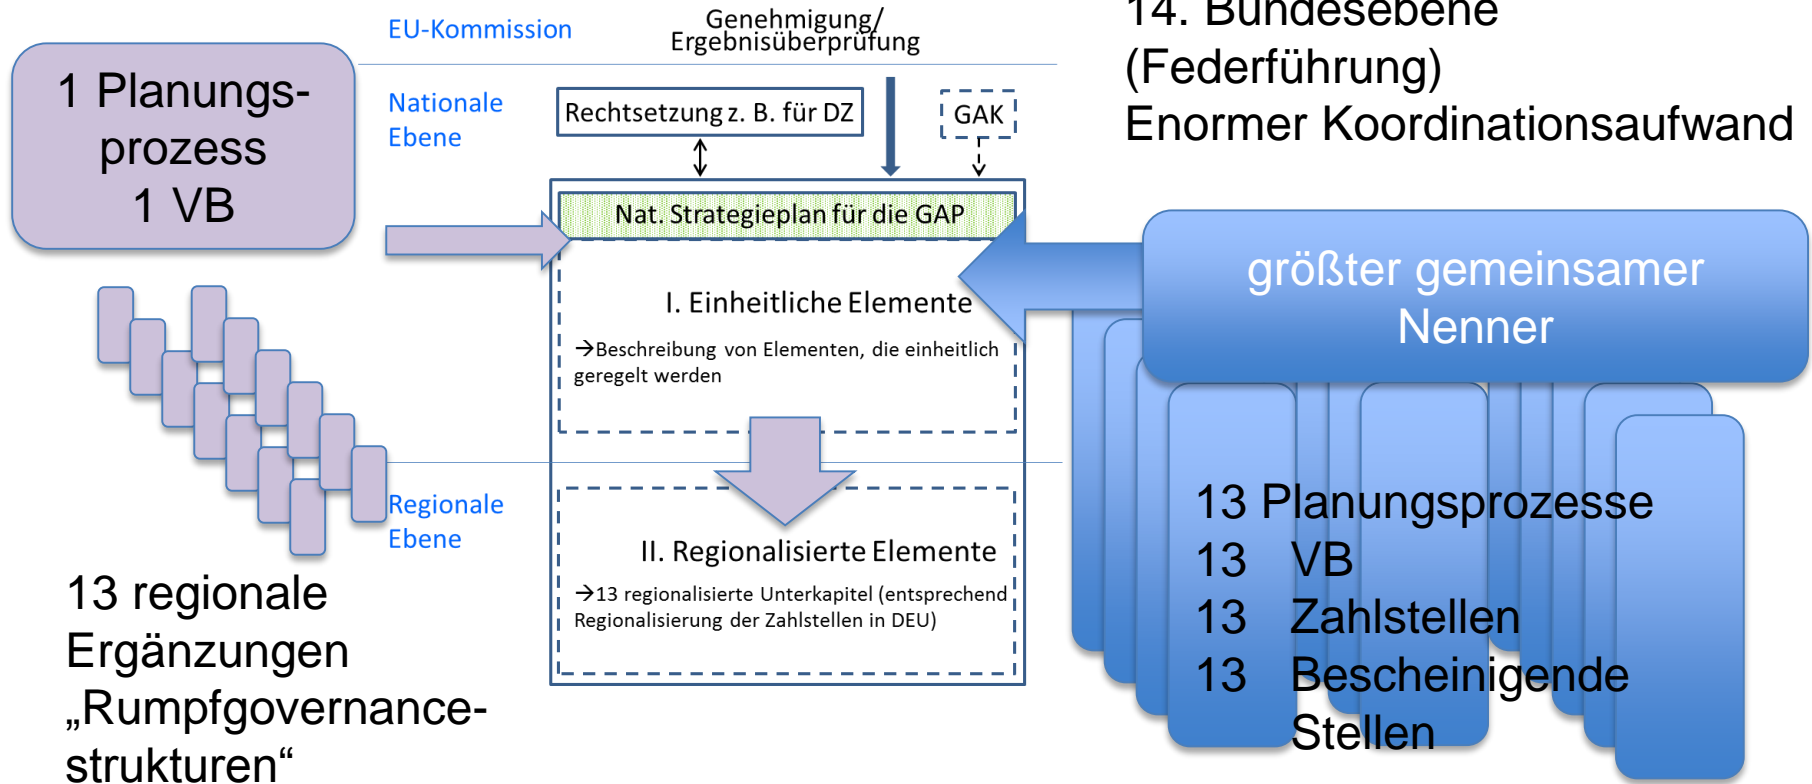 1 Planungs-
prozess
1 VB
EU-Kommission
Genehmigung/
Ergebnisüberprüfung
14. Bundesebene
(Federführung)
Enormer Koordinationsaufwand
Nationale
Ebene
Rechtsetzung z. B. für DZ
GAK
Nat. Strategieplan für die GAP
I. Einheitliche Elemente
→Beschreibung von Elementen, die einheitlich
geregelt werden
größter gemeinsamer
Nenner
Regionale
Ebene
II. Regionalisierte Elemente
→13 regionalisierte Unterkapitel (entsprechend
Regionalisierung der Zahlstellen in DEU)
13 regionale
Ergänzungen
„Rumpfgovernance-
strukturen“
13 Planungsprozesse
13 VB
13 Zahlstellen
13 Bescheinigende
Stellen